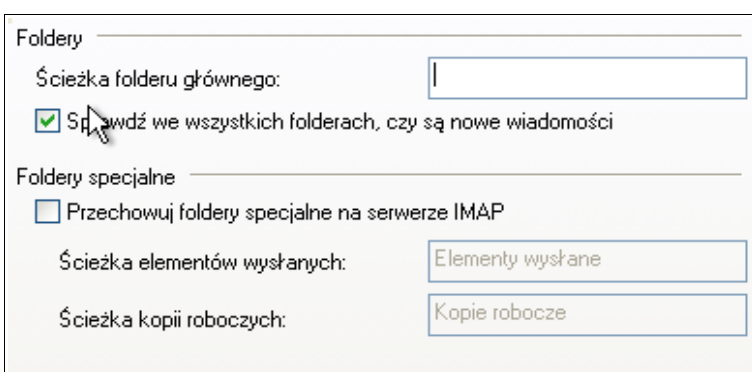 Foldery
Ścieżka folderu głównego:
Sprawdź we wszystkich folderach, czy są nowe wiadomości
Foldery specjalne
Przechowuj foldery specjalne na serwerze IMAP
Ścieżka elementów wysłanych: Elementy wysłane
Ścieżka kopii roboczych: Kopie robocze